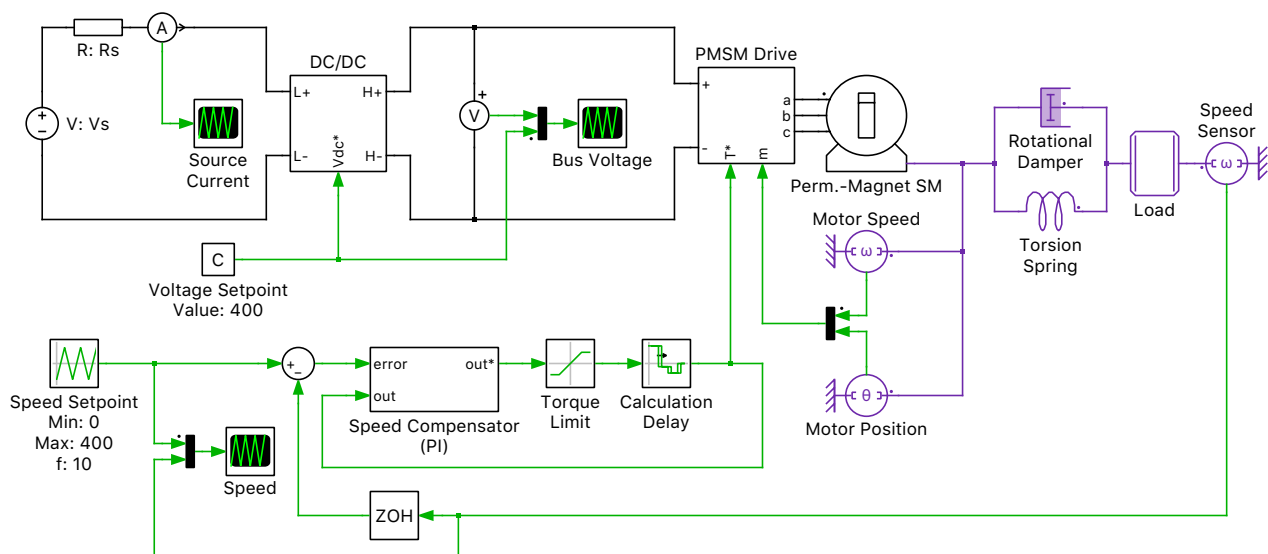 R: Rs
A
V: Vs
Source
Current
DC/DC
L+
H+
L-
H-
Vdc*
V
+
Bus Voltage
PMSM Drive
+
-
T*
m
a
b
c
Perm.-Magnet SM
Rotational
Damper
Torsion
Spring
Load
Speed
Sensor
ω
Motor Speed
ω
θ
Motor Position
C
Voltage Setpoint
Value: 400
Speed Setpoint
Min: 0
Max: 400
f: 10
+
-
error
out*
out
Speed Compensator
(PI)
Torque
Limit
Calculation
Delay
Speed
ZOH